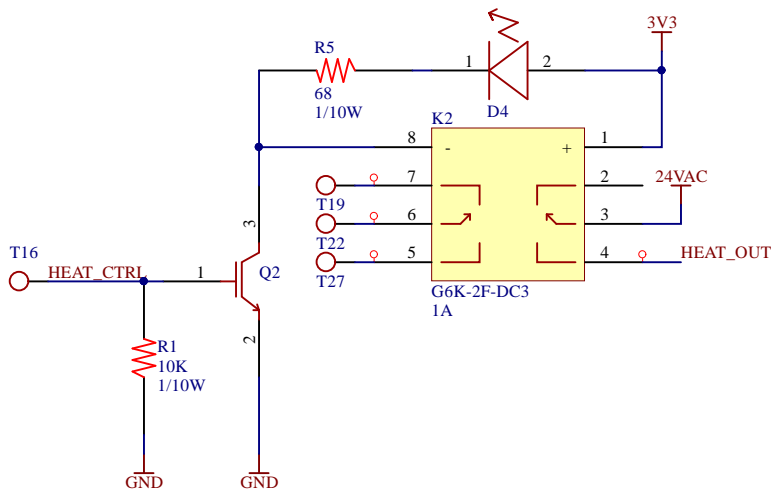 3V3
R5
1
2
68
1/10W
D4
K2
8
-
+
1
7
2
24VAC
T19
6
3
T22
5
4
HEAT_OUT
T27
G6K-2F-DC3
1A
3
T16
HEAT_CTRL
1
Q2
2
R1
10K
1/10W
GND
GND